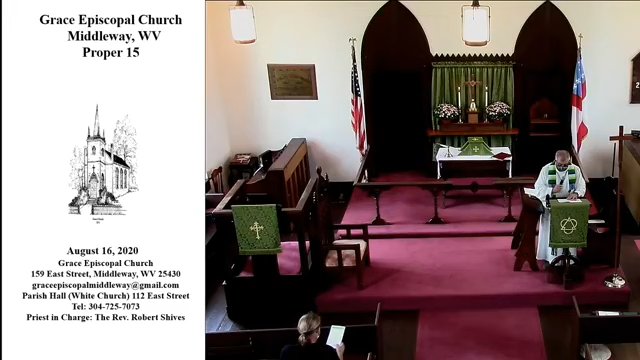 Grace Episcopal Church
Middleway, WV
Proper 15
August 16, 2020
Grace Episcopal Church
159 East Street, Middleway, WV 25430
graceepiscopalmiddleway@gmail.com
Parish Hall (White Church) 112 East Street
Tel: 304-725-7073
Priest in Charge: The Rev. Robert Shives